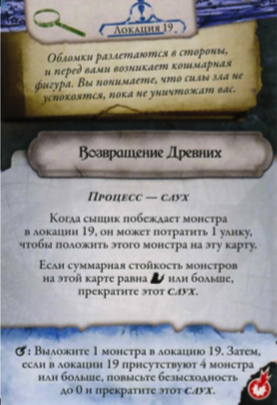 Локация 19
Обломки разлетаются в стороны,
и перед вами возникает кошмарная
фигура. Вы понимаете, что силы зла не
успокоятся, пока не уничтожат вас.
Возвращение Древних
Процесс — слух
Когда сыщик побеждает монстра
в локации 19, он может потратить 1 улику,
чтобы положить этого монстра на эту карту.
Если суммарная стойкость монстров
на этой карте равна или больше,
прекратите этот слух.
: Выложите 1 монстра в локацию 19. Затем,
если в локации 19 присутствуют 4 монстра
или больше, повысьте безысходность
до 0 и прекратите этот слух.